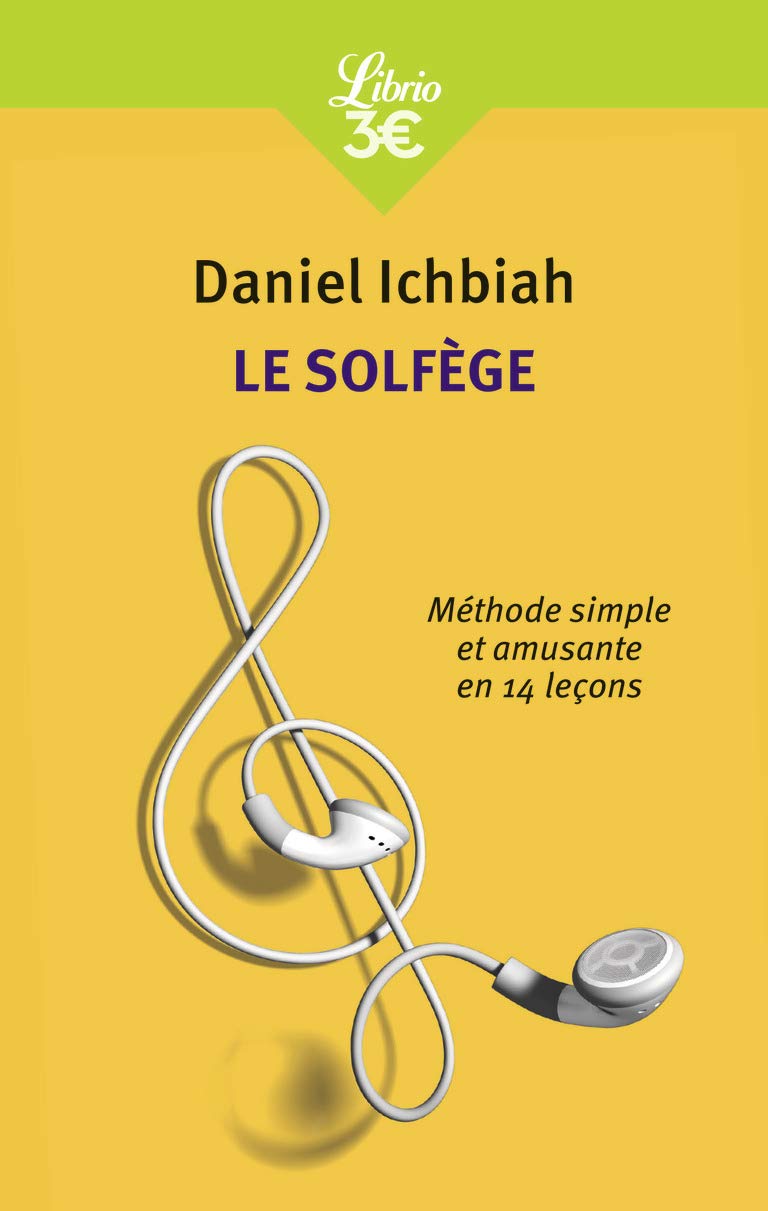 Librio
3€
Daniel Ichbiah
LE SOLFÈGE
Méthode simple
et amusante
en 14 leçons